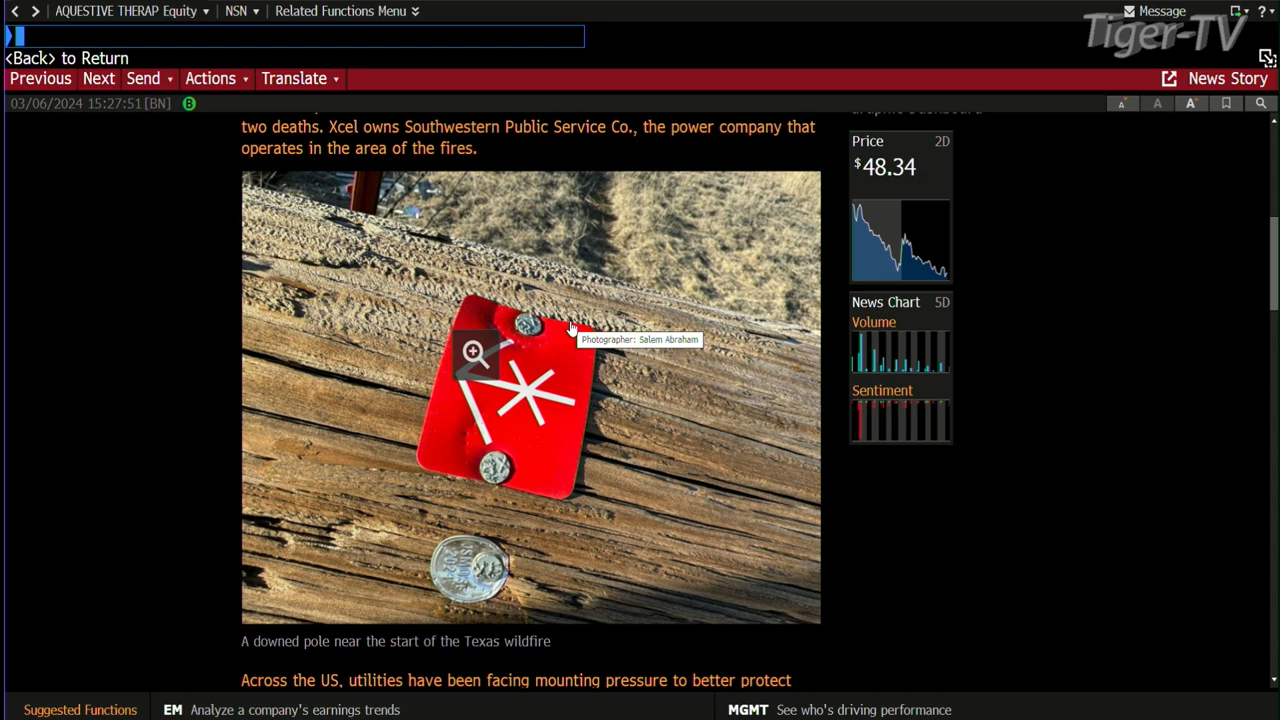 AQUESTIVE THERAP Equity NSN Related Functions Menu Message
Tiger-TV
<Back> to Return
Previous Next Send Actions Translate News Story
03/06/2024 15:27:51[BN] B A A A
two deaths. Xcel owns Southwestern Public Service Co., the power company that
operates in the area of the fires.
Price 2D
$48.34
Photographer: Salem Abraham
News Chart 5D
Volume
Sentiment
A downed pole near the start of the Texas wildfire
Across the US, utilities have been facing mounting pressure to better protect
Suggested Functions EM Analyze a company's earnings trends MGMT See who's driving performance